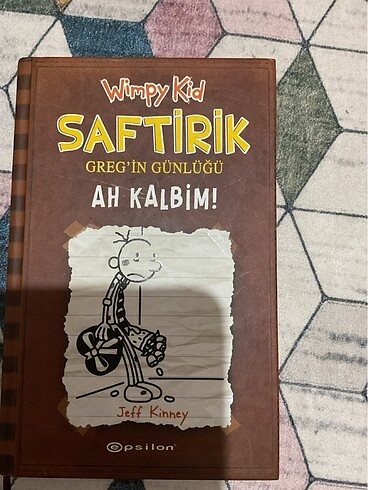 Wimpy Kid
SAFTİRİK
GREG'İN GÜNLÜĞÜ
AH KALBİM!
Jeff Kinney
epsilon